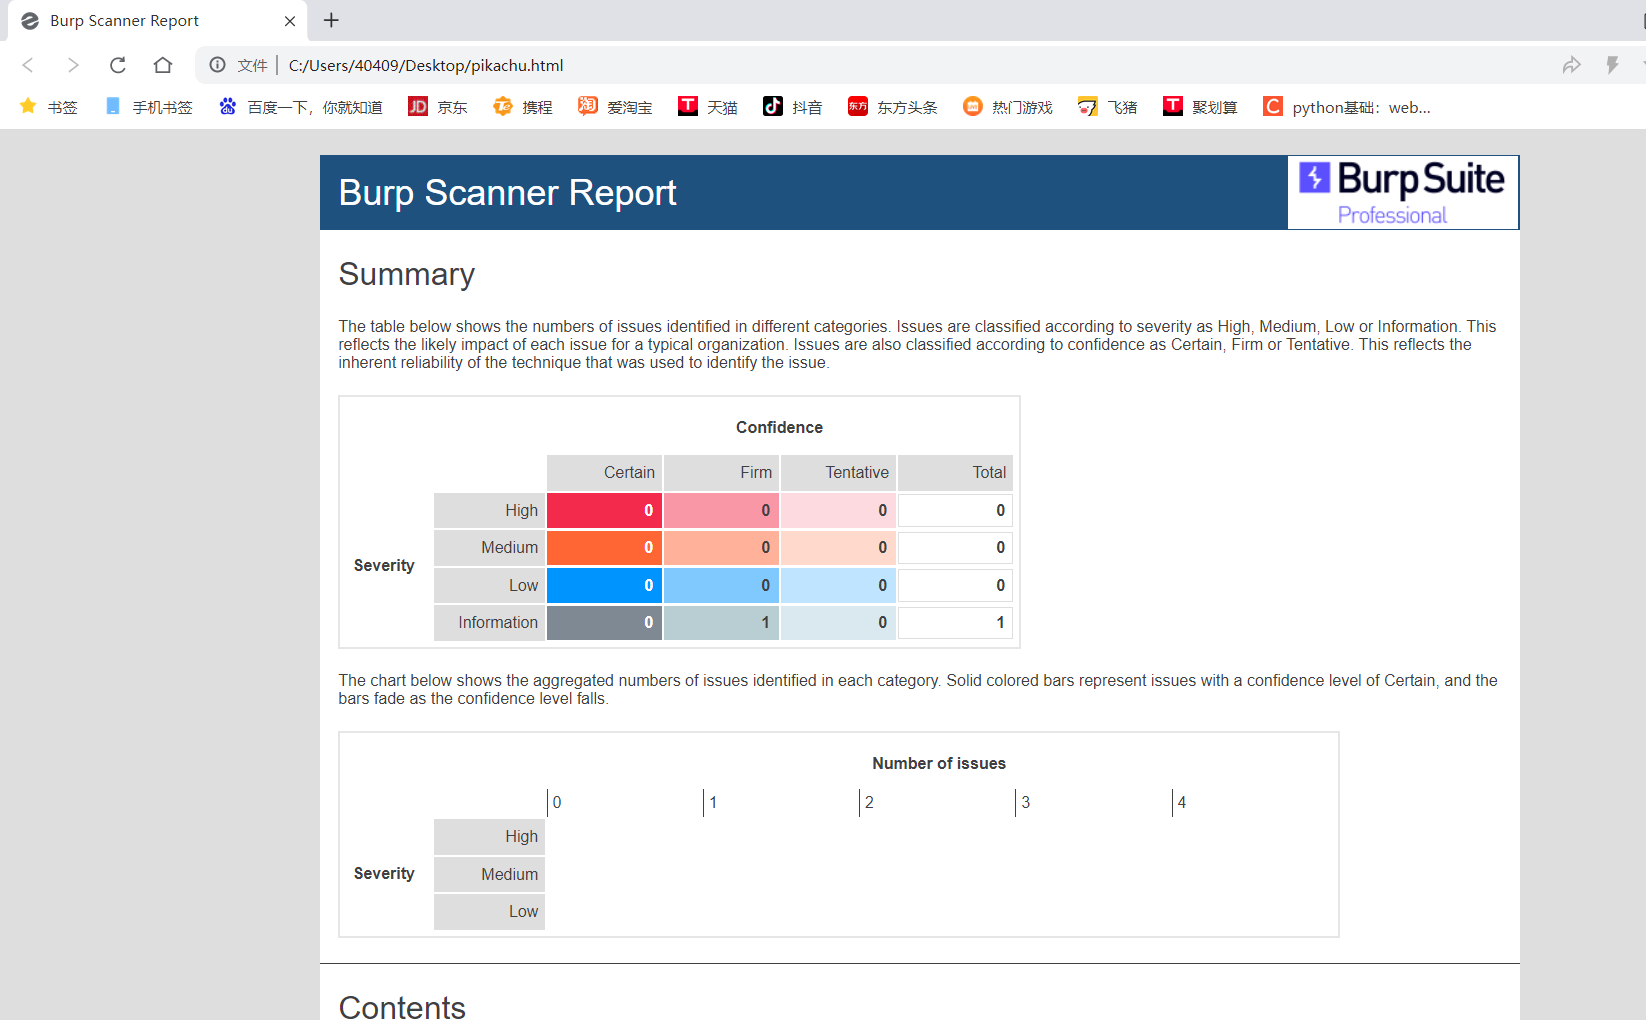 Burp Scanner Report
文件 C:/Users/40409/Desktop/pikachu.html
书签 手机书签 百度一下，你就知道 JD 京东 携程 淘 爱淘宝 T 天猫 抖音 东方 东方头条 热门游戏 飞猪 T 聚划算 C python基础：web...
Burp Scanner Report
Burp Suite
Professional
Summary
The table below shows the numbers of issues identified in different categories. Issues are classified according to severity as High, Medium, Low or Information. This
reflects the likely impact of each issue for a typical organization. Issues are also classified according to confidence as Certain, Firm or Tentative. This reflects the
inherent reliability of the technique that was used to identify the issue.
Confidence
Certain Firm Tentative Total
High 0 0 0 0
Medium 0 0 0 0
Severity
Low 0 0 0 0
Information 0 1 0 1
The chart below shows the aggregated numbers of issues identified in each category. Solid colored bars represent issues with a confidence level of Certain, and the
bars fade as the confidence level falls.
Number of issues
0 1 2 3 4
High
Severity Medium
Low
Contents